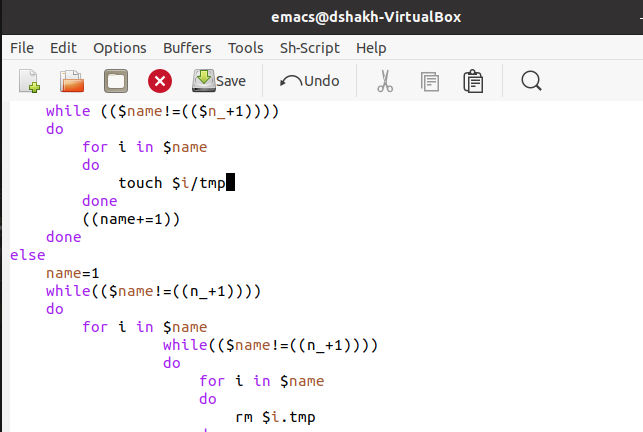 emacs@dshakh-VirtualBox
File Edit Options Buffers Tools Sh-Script Help
Save Undo
    while (($name!=(($n_+1))))
    do
        for i in $name
        do
            touch $i/tmp
        done
        ((name+=1))
    done
else
    name=1
    while(($name!=((n_+1))))
    do
        for i in $name
                 while(($name!=((n_+1))))
                 do
                     for i in $name
                     do
                         rm $i.tmp